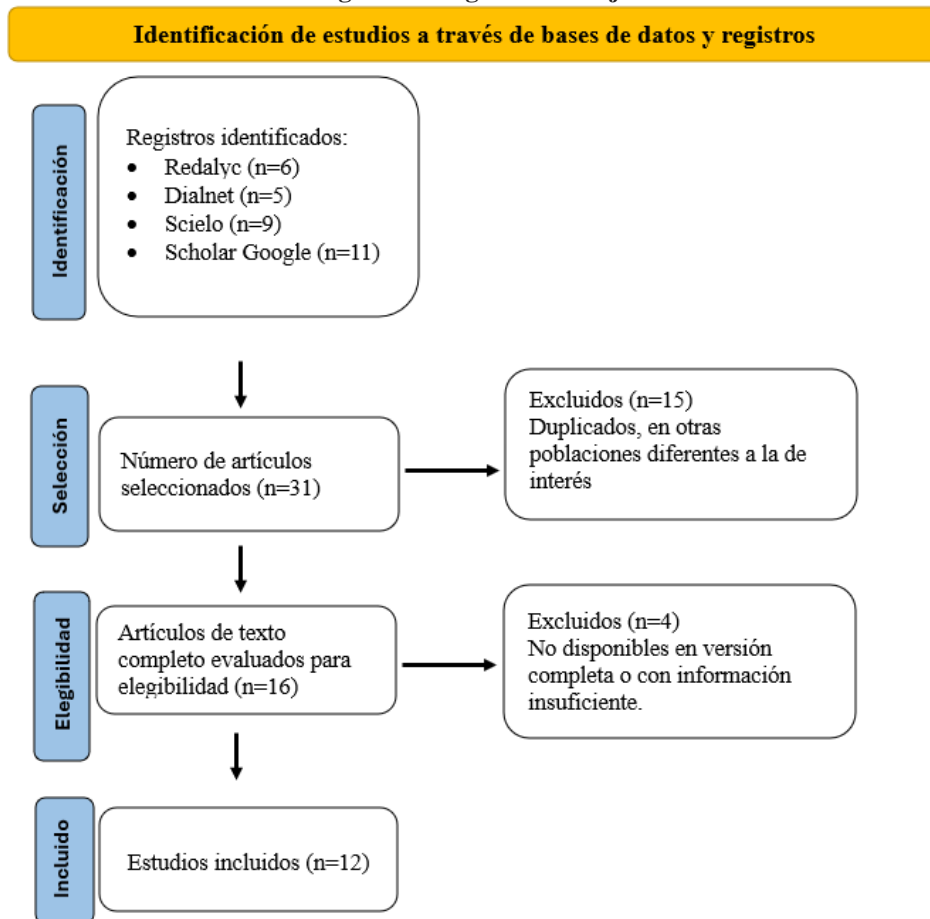 Identificación de estudios a través de bases de datos y registros
Identificación
Registros identificados:
• Redalyc (n=6)
• Dialnet (n=5)
• Scielo (n=9)
• Scholar Google (n=11)
Selección
Número de artículos
seleccionados (n=31)
Excluidos (n=15)
Duplicados, en otras
poblaciones diferentes a la de
interés
Elegibilidad
Artículos de texto
completo evaluados para
elegibilidad (n=16)
Excluidos (n=4)
No disponibles en versión
completa o con información
insuficiente.
Incluido
Estudios incluidos (n=12)